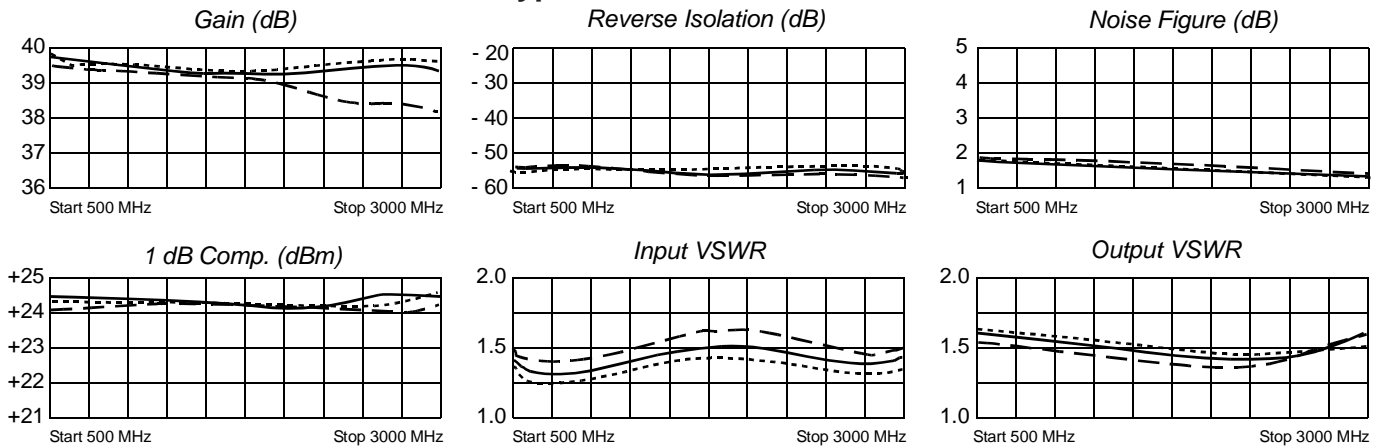 Gain (dB)
40
39
38
37
36
Start 500 MHz Stop 3000 MHz
Reverse Isolation (dB)
- 20
- 30
- 40
- 50
- 60
Start 500 MHz Stop 3000 MHz
Noise Figure (dB)
5
4
3
2
1
Start 500 MHz Stop 3000 MHz
1 dB Comp. (dBm)
+25
+24
+23
+22
+21
Start 500 MHz Stop 3000 MHz
Input VSWR
2.0
1.5
1.0
Start 500 MHz Stop 3000 MHz
Output VSWR
2.0
1.5
1.0
Start 500 MHz Stop 3000 MHz